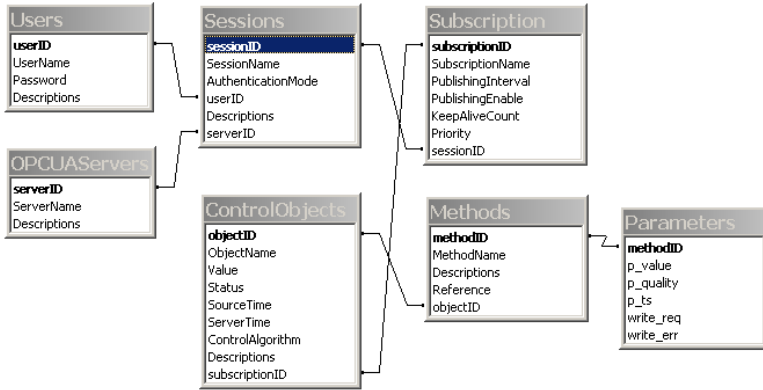 Users
userID
UserName
Password
Descriptions
Sessions
sessionID
SessionName
AuthenticationMode
userID
Descriptions
serverID
Subscription
subscriptionID
SubscriptionName
PublishingInterval
PublishingEnable
KeepAliveCount
Priority
sessionID
OPCUAServers
serverID
ServerName
Descriptions
ControlObjects
objectID
ObjectName
Value
Status
SourceTime
ServerTime
ControlAlgorithm
Descriptions
subscriptionID
Methods
methodID
MethodName
Descriptions
Reference
objectID
Parameters
methodID
p_value
p_quality
p_ts
write_req
write_err